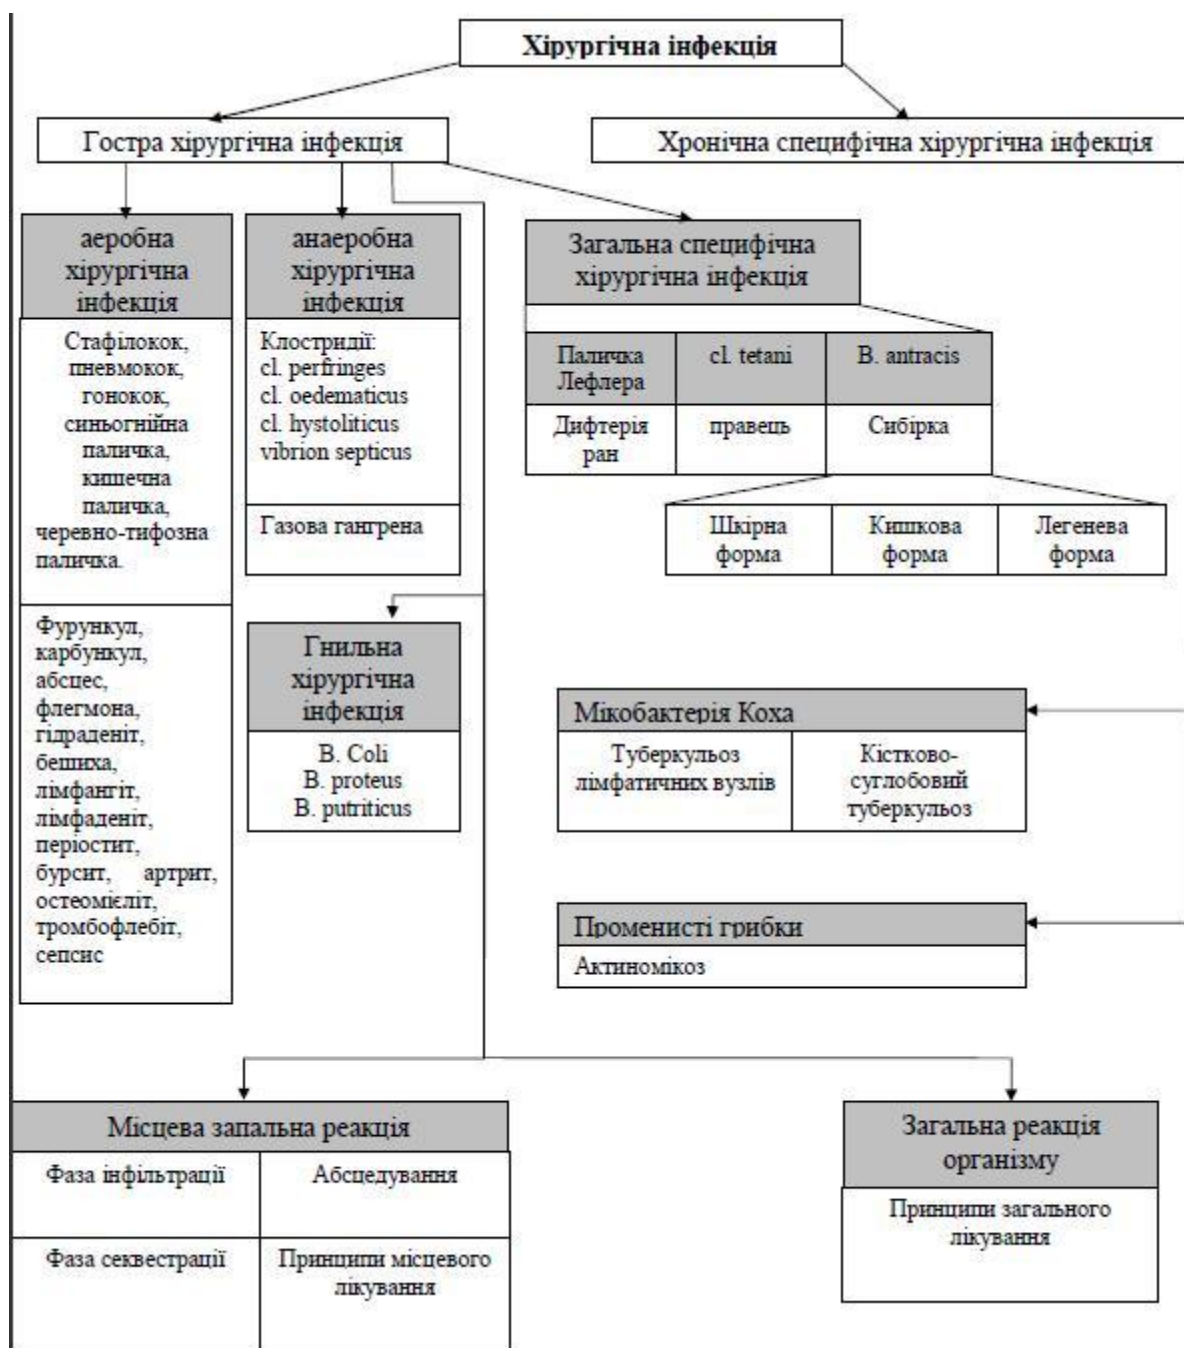 Хірургічна інфекція
Гостра хірургічна інфекція
Хронічна специфічна хірургічна інфекція
аеробна
хірургічна
інфекція
Стафілокок,
пневмокок,
гонокок,
синьогнійна
паличка,
кишечна
паличка,
черевно-тифозна
паличка.
Фурункул,
карбункул,
абсцес,
флегмона,
гідраденіт,
бешиха,
лімфангіт,
лімфаденіт,
періостит,
бурсит, артрит,
остеомієліт,
тромбофлебіт,
сепсис
анаеробна
хірургічна
інфекція
Клостридії:
cl. perfringes
cl. oedematicus
cl. hystoliticus
vibrion septicus
Газова гангрена
Гнильна
хірургічна
інфекція
B. Coli
B. proteus
B. putriticus
Загальна специфічна
хірургічна інфекція
Паличка
Лефлера
cl. tetani
B. antracis
Дифтерія
ран
правець
Сибірка
Шкірна
форма
Кишкова
форма
Легенева
форма
Мікобактерія Коха
Туберкульоз
лімфатичних вузлів
Кістково-
суглобовий
туберкульоз
Променисті грибки
Актиномікоз
Місцева запальна реакція
Фаза інфільтрації
Абсцедування
Фаза секвестрації
Принципи місцевого
лікування
Загальна реакція
організму
Принципи загального
лікування